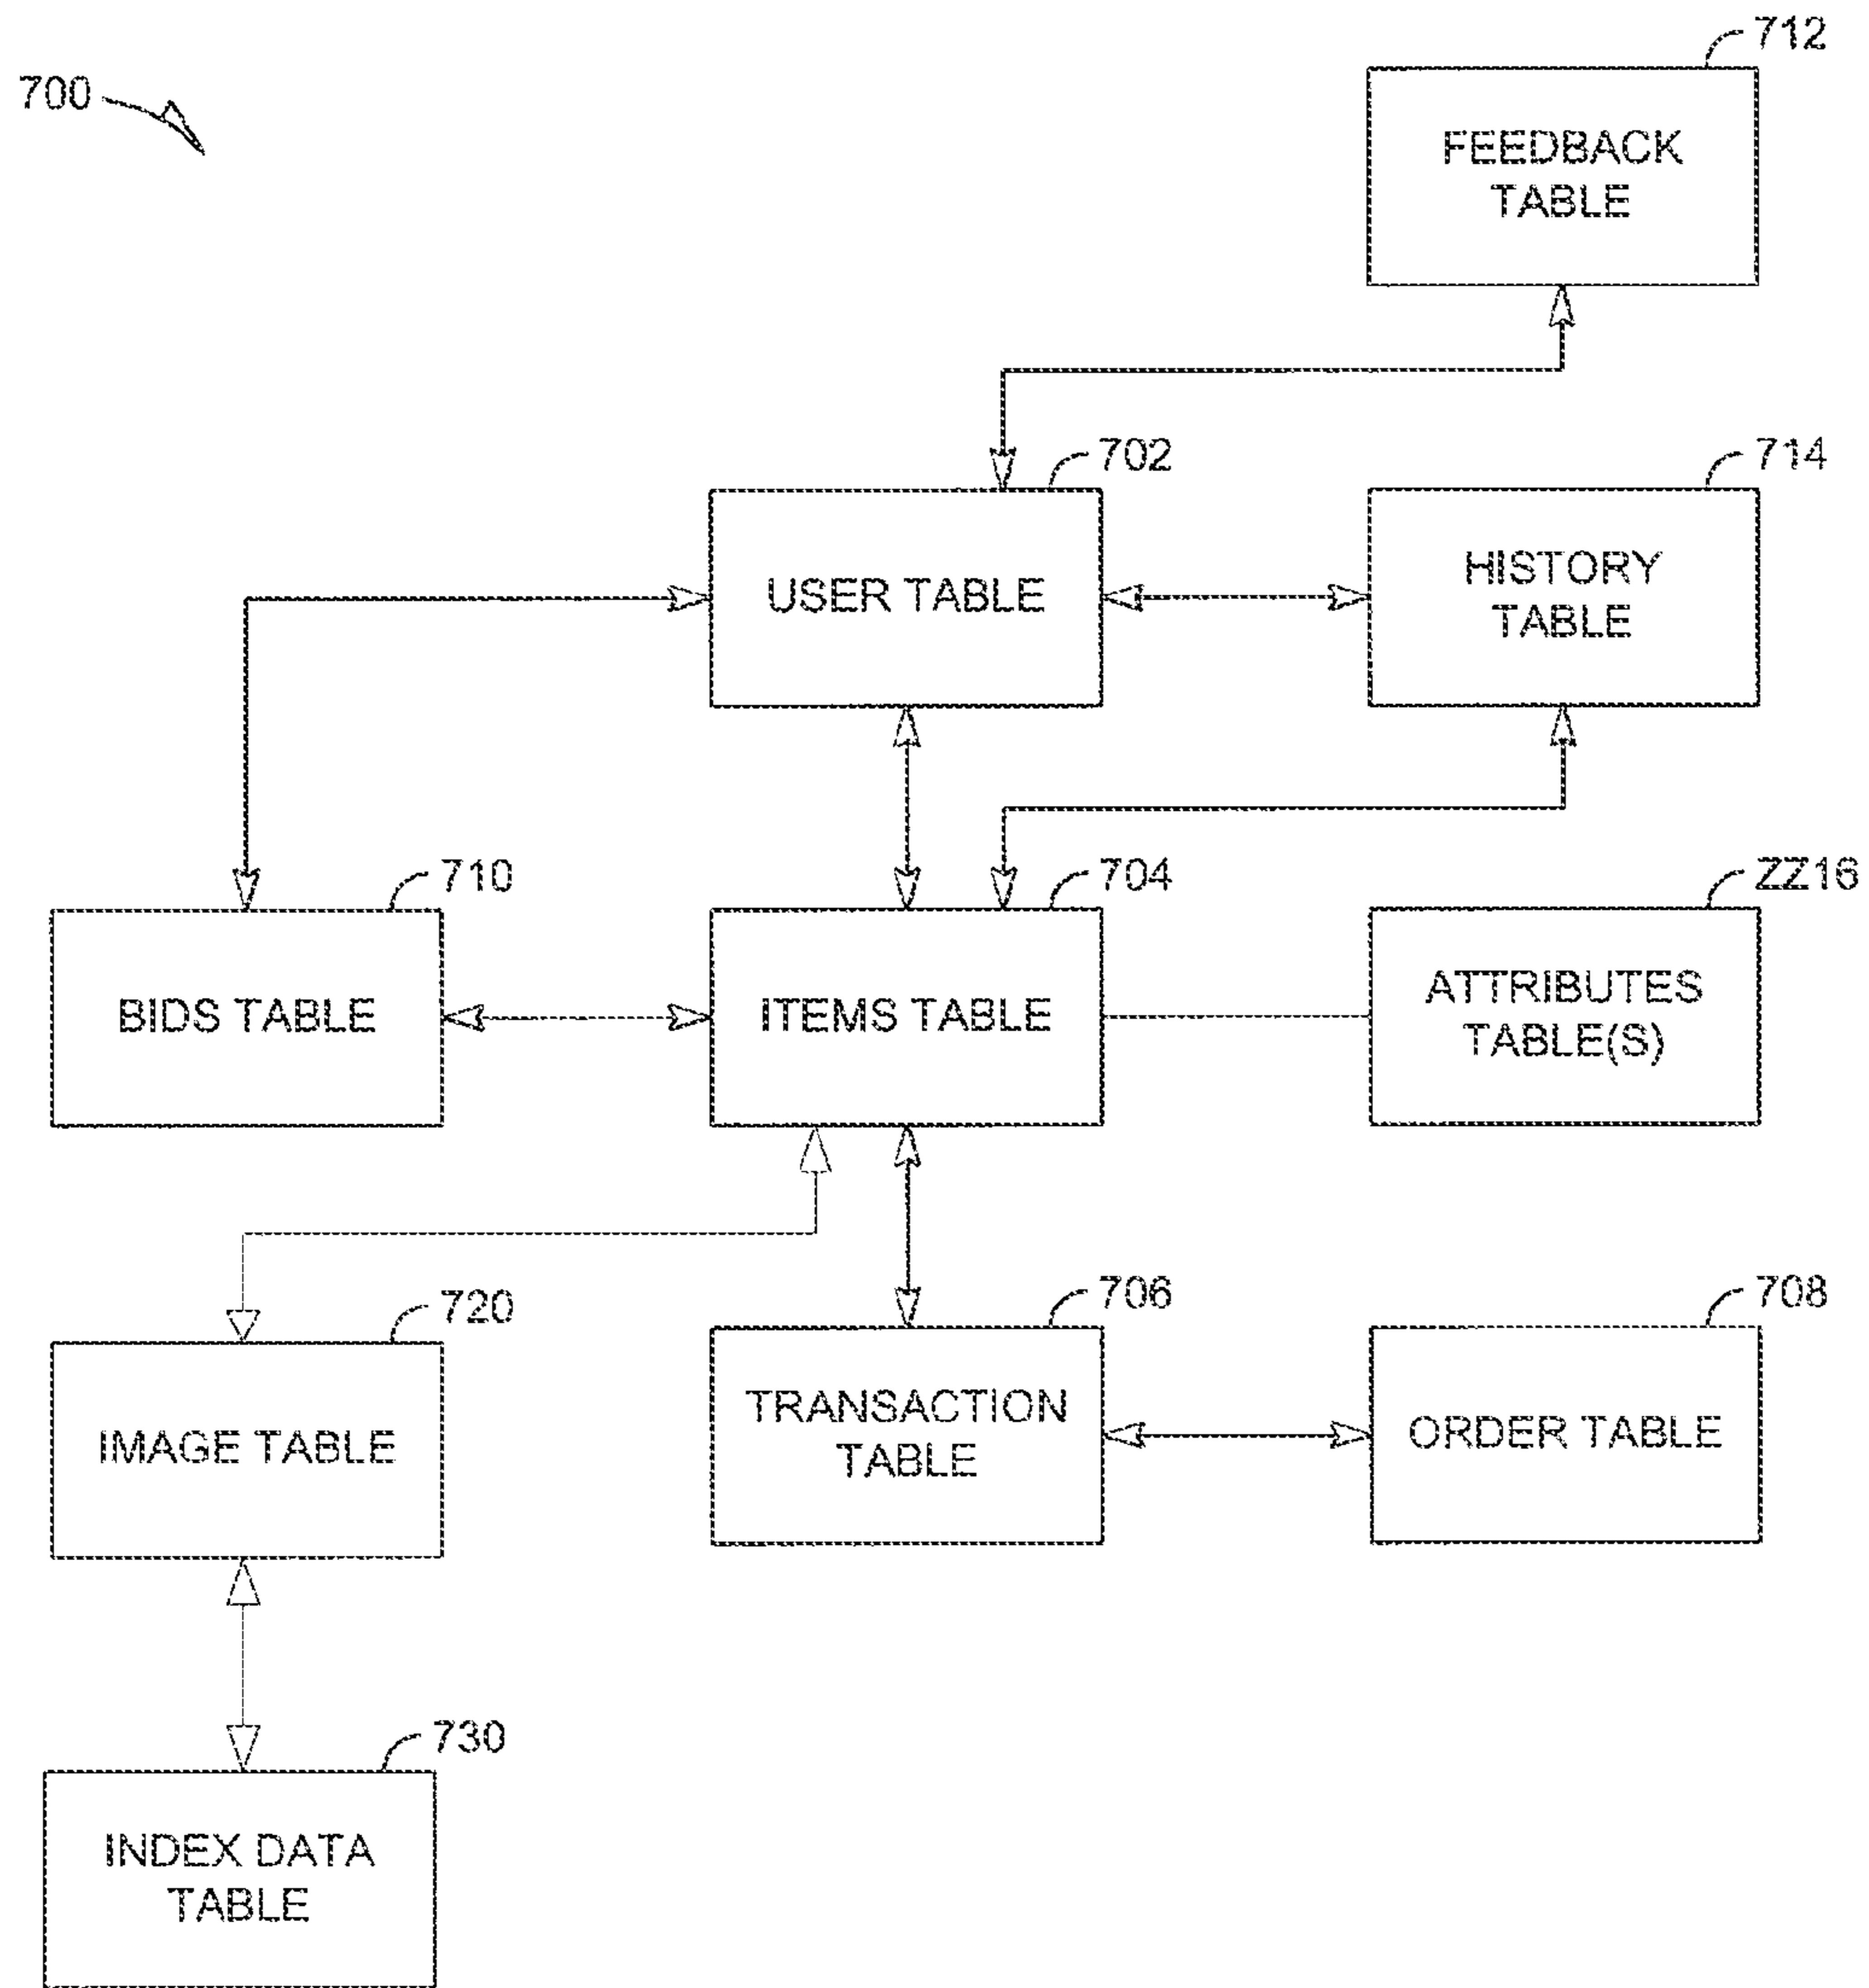 712
700
FEEDBACK
TABLE
702
714
USER TABLE
HISTORY
TABLE
710
704
ZZ16
BIDS TABLE
ITEMS TABLE
ATTRIBUTES
TABLE(S)
720
706
708
IMAGE TABLE
TRANSACTION
TABLE
ORDER TABLE
730
INDEX DATA
TABLE